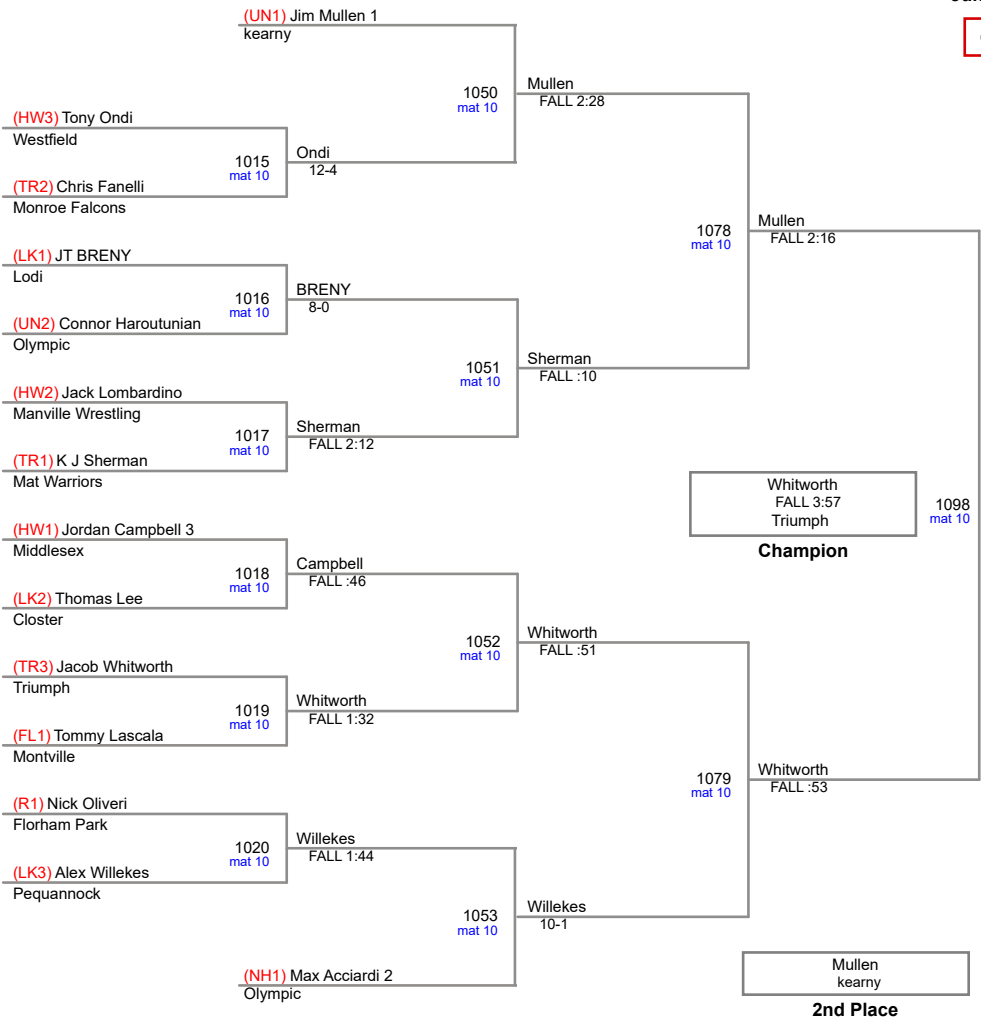 (UN1) Jim Mullen 1
kearny
1050
mat 10
Mullen
FALL 2:28
(HW3) Tony Ondi
Westfield
1015
mat 10
Ondi
12-4
(TR2) Chris Fanelli
Monroe Falcons
1078
mat 10
Mullen
FALL 2:16
(LK1) JT BRENY
Lodi
1016
mat 10
BRENY
8-0
(UN2) Connor Haroutunian
Olympic
1051
mat 10
Sherman
FALL :10
(HW2) Jack Lombardino
Manville Wrestling
1017
mat 10
Sherman
FALL 2:12
(TR1) K J Sherman
Mat Warriors
Whitworth
FALL 3:57
Triumph
Champion
1098
mat 10
(HW1) Jordan Campbell 3
Middlesex
1018
mat 10
Campbell
FALL :46
(LK2) Thomas Lee
Closter
1052
mat 10
Whitworth
FALL :51
(TR3) Jacob Whitworth
Triumph
1019
mat 10
Whitworth
FALL 1:32
(FL1) Tommy Lascala
Montville
1079
mat 10
Whitworth
FALL :53
(R1) Nick Oliveri
Florham Park
1020
mat 10
Willekes
FALL 1:44
(LK3) Alex Willekes
Pequannock
1053
mat 10
Willekes
10-1
(NH1) Max Acciardi 2
Olympic
Mullen
kearny
2nd Place